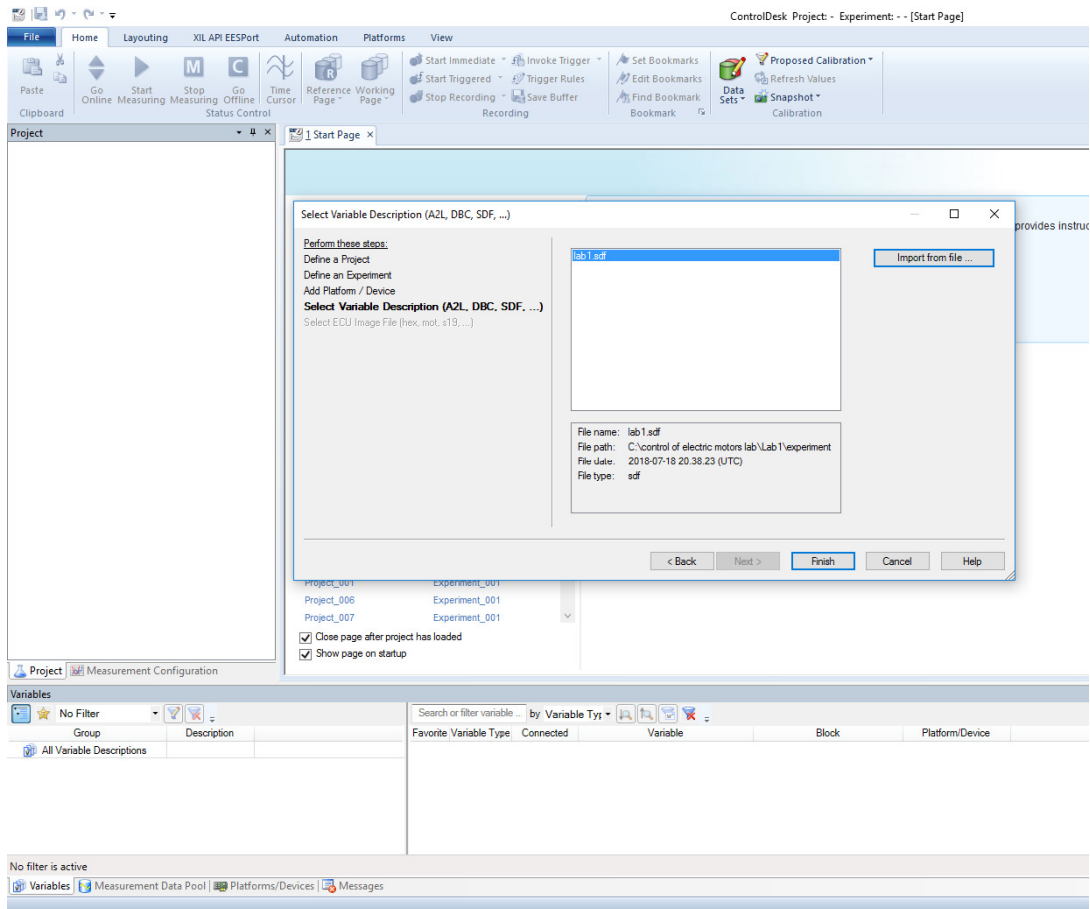 ControlDesk Project: - Experiment: - - [Start Page]
File Home Layouting XIL API EESPort Automation Platforms View
Paste
Clipboard
Go Online
Start Measuring
M Stop Measuring
C Go Offline
Status Control
Time Cursor
R Reference Page
Working Page
Start Immediate Invoke Trigger
Start Triggered Trigger Rules
Stop Recording Save Buffer
Recording
Set Bookmarks
Edit Bookmarks
Find Bookmark
Bookmark
Data Sets
Proposed Calibration
Refresh Values
Snapshot
Calibration
Project
1 Start Page ×
provides instruc
Select Variable Description (A2L, DBC, SDF, ...)
Perfom these steps:
Define a Project
Define an Experiment
Add Platform / Device
Select Variable Description (A2L, DBC, SDF, ...)
Select ECU Image File (hex, mot, s19, ...)
lab1.sdf
Import from file ...
File name: lab1.sdf
File path: C:\control of electric motors lab\Lab1\experiment
File date: 2018-07-18 20.38.23 (UTC)
File type: sdf
< Back Next > Finish Cancel Help
Project_001 Experiment_001
Project_006 Experiment_001
Project_007 Experiment_001
Close page after project has loaded
Show page on startup
Project Measurement Configuration
Variables
No Filter
Group Description
All Variable Descriptions
Search or filter variable ... by Variable Typ
Favorite Variable Type Connected Variable Block Platform/Device
No filter is active
Variables Measurement Data Pool Platforms/Devices Messages